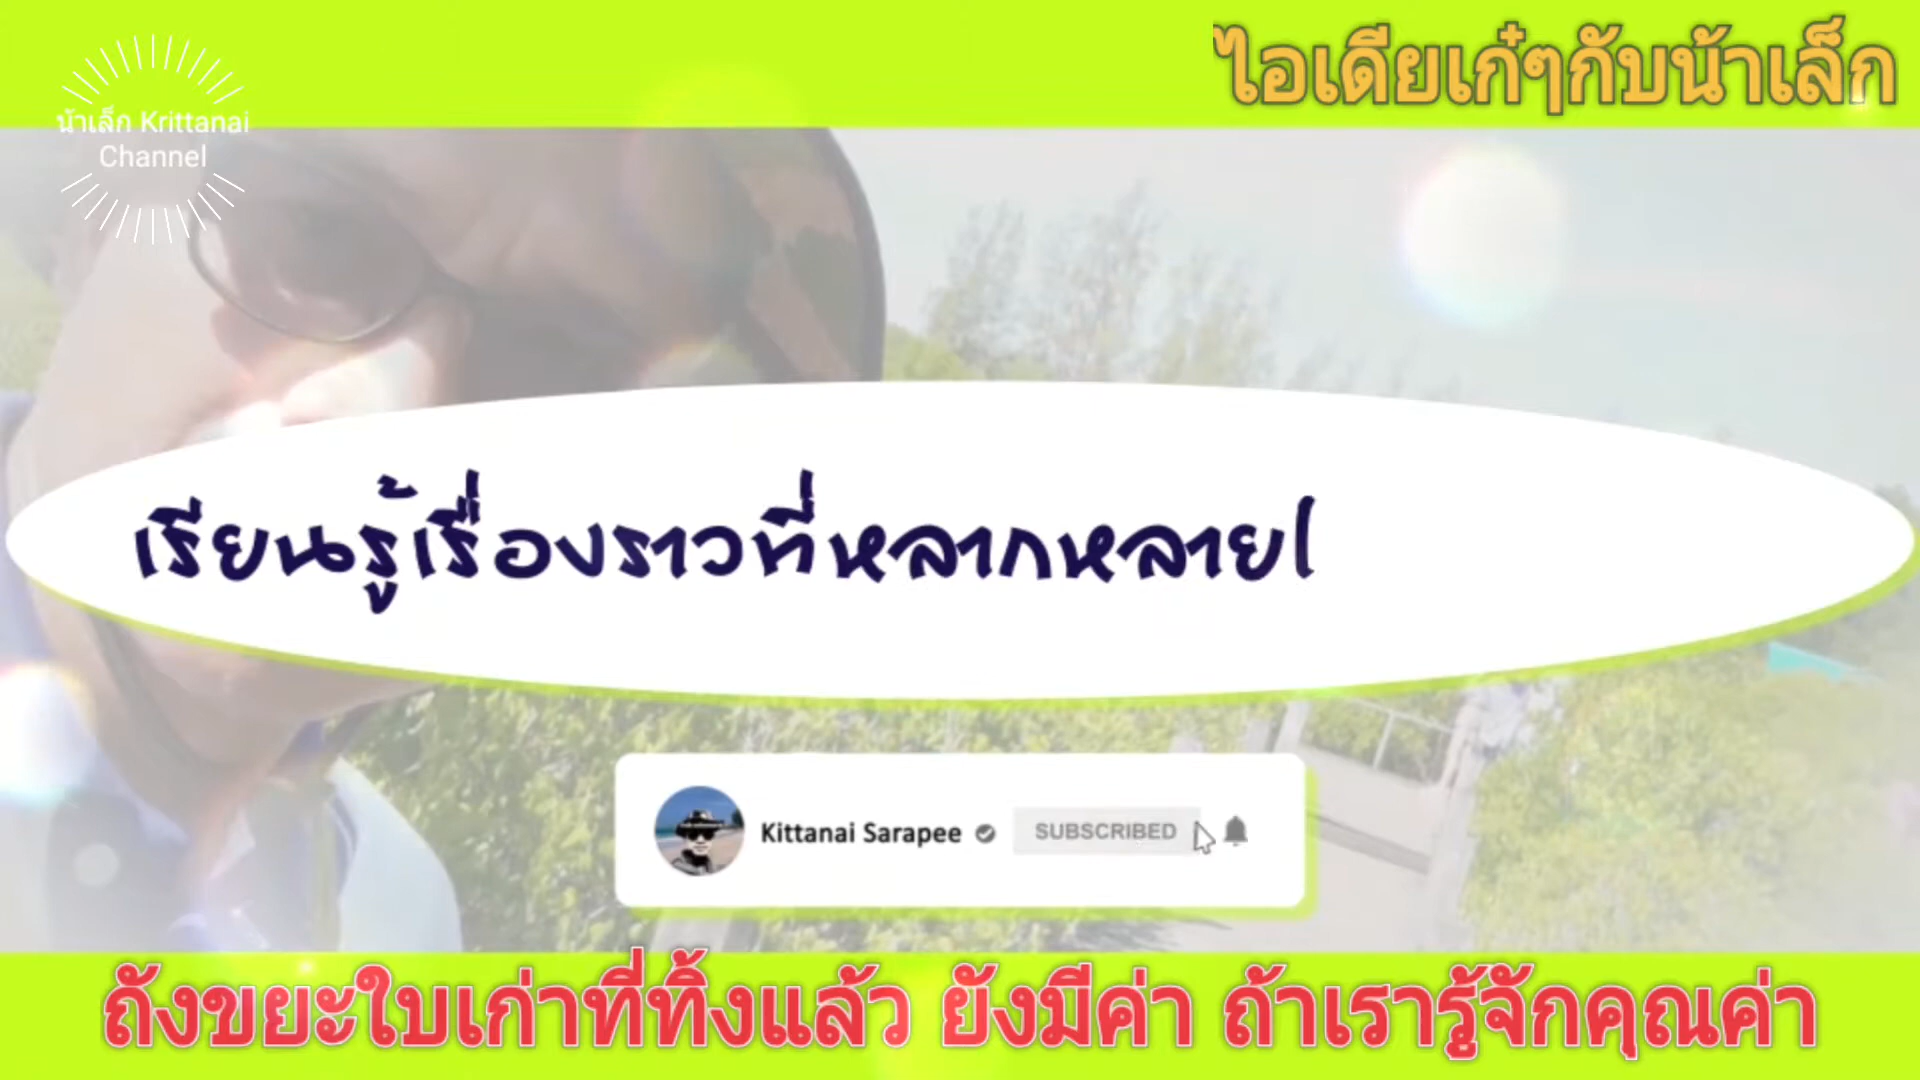 ไอเดียเก๋ๆกับน้าเล็ก
น้าเล็ก Krittanai
Channel
เรียนรู้เรื่องราวที่หลากหลายเ
Kittanai Sarapee
SUBSCRIBED
ถังขยะใบเก่าที่ทิ้งแล้ว ยังมีค่า ถ้าเรารู้จักคุณค่า